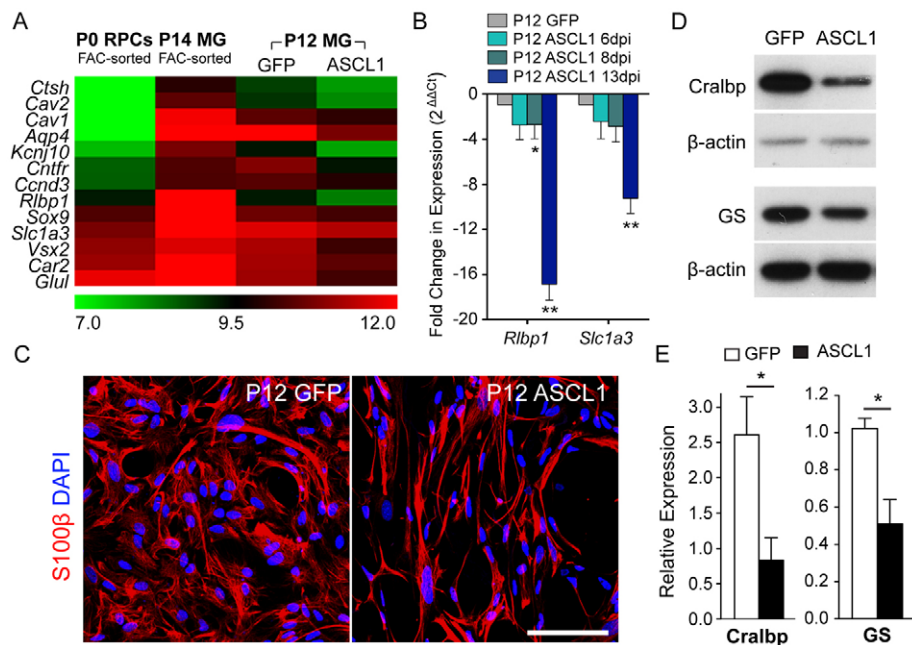 A
P0 RPCs P14 MG P12 MG
FAC-sorted FAC-sorted GFP ASCL1
Ctsh
Cav2
Cav1
Aqp4
Kcnj10
Cntfr
Ccnd3
Rlbp1
Sox9
Slc1a3
Vsx2
Car2
Glul
7.0 9.5 12.0
B
P12 GFP
P12 ASCL1 6dpi
P12 ASCL1 8dpi
P12 ASCL1 13dpi
Fold Change in Expression (2^ΔΔCt)
0
-4
-8
-12
-16
-20
*
**
**
Rlbp1 Slc1a3
C
P12 GFP P12 ASCL1
S100β DAPI
D
GFP ASCL1
Cralbp
β-actin
GS
β-actin
E
GFP ASCL1
Relative Expression
3.0
2.5
2.0
1.5
1.0
0.5
0.0
*
Cralbp
1.2
1.0
0.8
0.6
0.4
0.2
0.0
*
GS